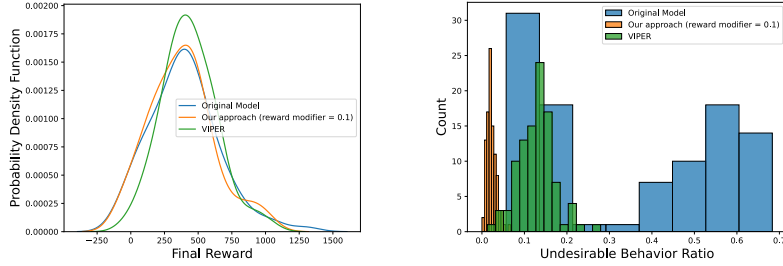 0.00200
0.00175
0.00150
0.00125
0.00100
0.00075
0.00050
0.00025
0.00000
Probability Density Function
−250 0 250 500 750 1000 1250 1500
Final Reward
Original Model
Our approach (reward modifier = 0.1)
VIPER
30
25
20
15
10
5
0
Count
0.0 0.1 0.2 0.3 0.4 0.5 0.6 0.7
Undesirable Behavior Ratio
Original Model
Our approach (reward modifier = 0.1)
VIPER